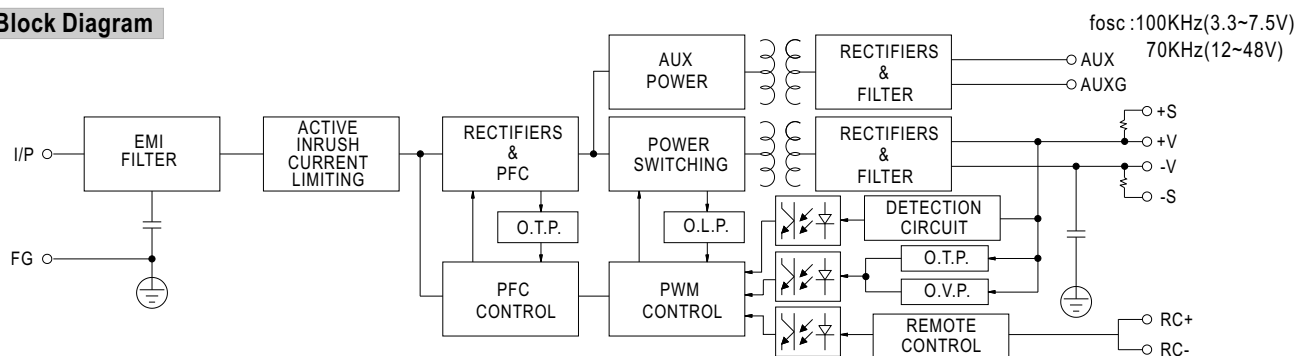 Block Diagram
fosc :100KHz(3.3~7.5V)
70KHz(12~48V)
I/P
EMI
FILTER
ACTIVE
INRUSH
CURRENT
LIMITING
RECTIFIERS
&
PFC
AUX
POWER
RECTIFIERS
&
FILTER
AUX
AUXG
POWER
SWITCHING
RECTIFIERS
&
FILTER
+S
+V
-V
-S
O.T.P.
O.L.P.
DETECTION
CIRCUIT
O.T.P.
O.V.P.
FG
PFC
CONTROL
PWM
CONTROL
REMOTE
CONTROL
RC+
RC-